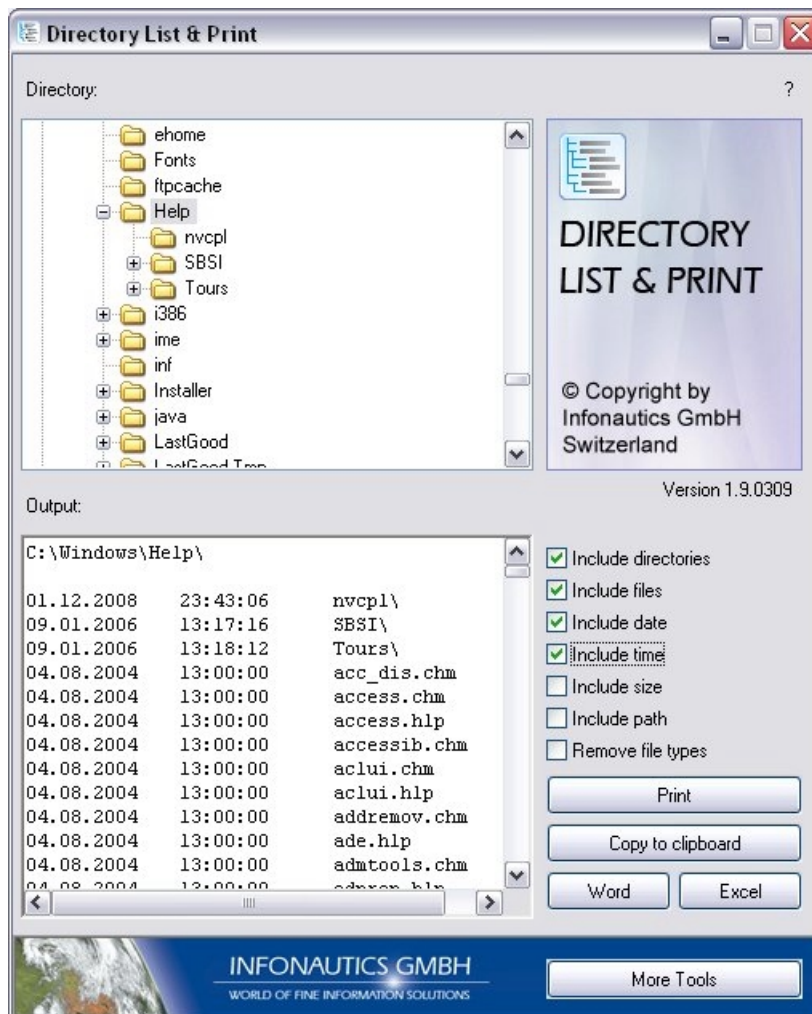 Directory List & Print
Directory:
?
ehome
Fonts
ftpcache
Help
nvcpl
SBSI
Tours
i386
ime
inf
Installer
java
LastGood
LastGood.Tmp
DIRECTORY
LIST & PRINT
© Copyright by
Infonautics GmbH
Switzerland
Version 1.9.0309
Output:
C:\Windows\Help\
01.12.2008 23:43:06 nvcpl\
09.01.2006 13:17:16 SBSI\
09.01.2006 13:18:12 Tours\
04.08.2004 13:00:00 acc_dis.chm
04.08.2004 13:00:00 access.chm
04.08.2004 13:00:00 access.hlp
04.08.2004 13:00:00 accessib.chm
04.08.2004 13:00:00 aclui.chm
04.08.2004 13:00:00 aclui.hlp
04.08.2004 13:00:00 addremov.chm
04.08.2004 13:00:00 ade.hlp
04.08.2004 13:00:00 admtools.chm
04.08.2004 13:00:00
Include directories
Include files
Include date
Include time
Include size
Include path
Remove file types
Print
Copy to clipboard
Word
Excel
INFONAUTICS GMBH
WORLD OF FINE INFORMATION SOLUTIONS
More Tools